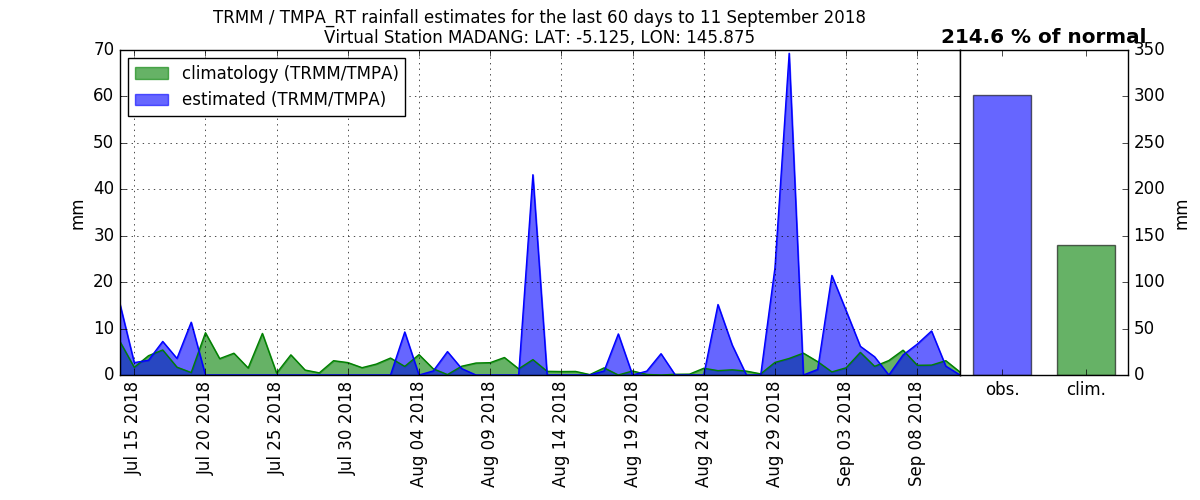 TRMM / TMPA_RT rainfall estimates for the last 60 days to 11 September 2018
Virtual Station MADANG: LAT: -5.125, LON: 145.875
214.6 % of normal
climatology (TRMM/TMPA)
estimated (TRMM/TMPA)
70
60
50
40
30
20
10
0
mm
350
300
250
200
150
100
50
0
mm
Jul 15 2018
Jul 20 2018
Jul 25 2018
Jul 30 2018
Aug 04 2018
Aug 09 2018
Aug 14 2018
Aug 19 2018
Aug 24 2018
Aug 29 2018
Sep 03 2018
Sep 08 2018
obs.
clim.